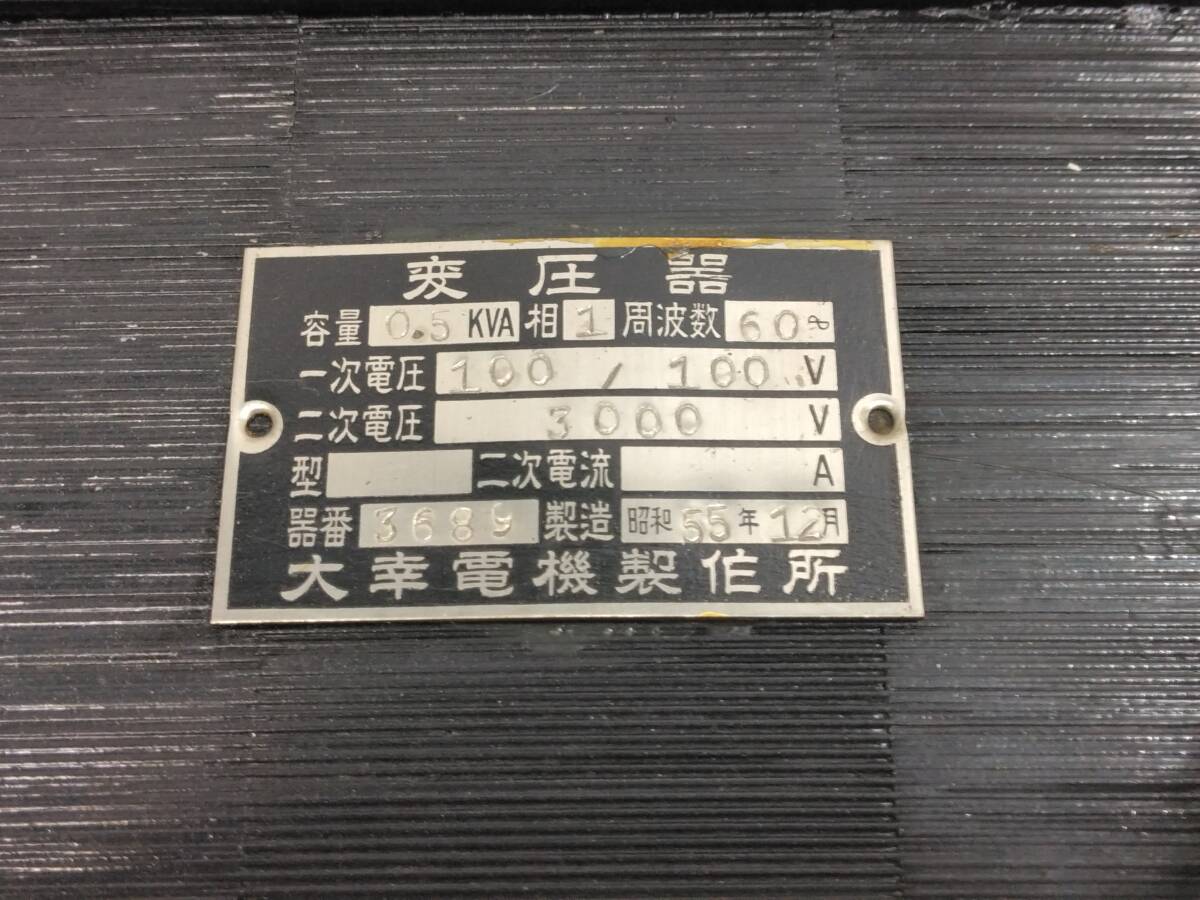 変圧器
容量 0.5 KVA 相 1 周波数 60 ∞
一次電圧 100 / 100 V
二次電圧 3000 V
型 二次電流 A
器番 3689 製造 昭和 55 年 12 月
大幸電機製作所